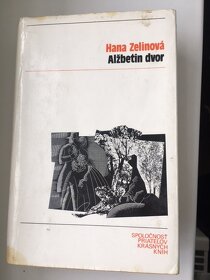 Hana Zelinová
Alžbetin dvor
SPOLOČNOSŤ
PRIATEĽOV
KRÁSNYCH
KNÍH